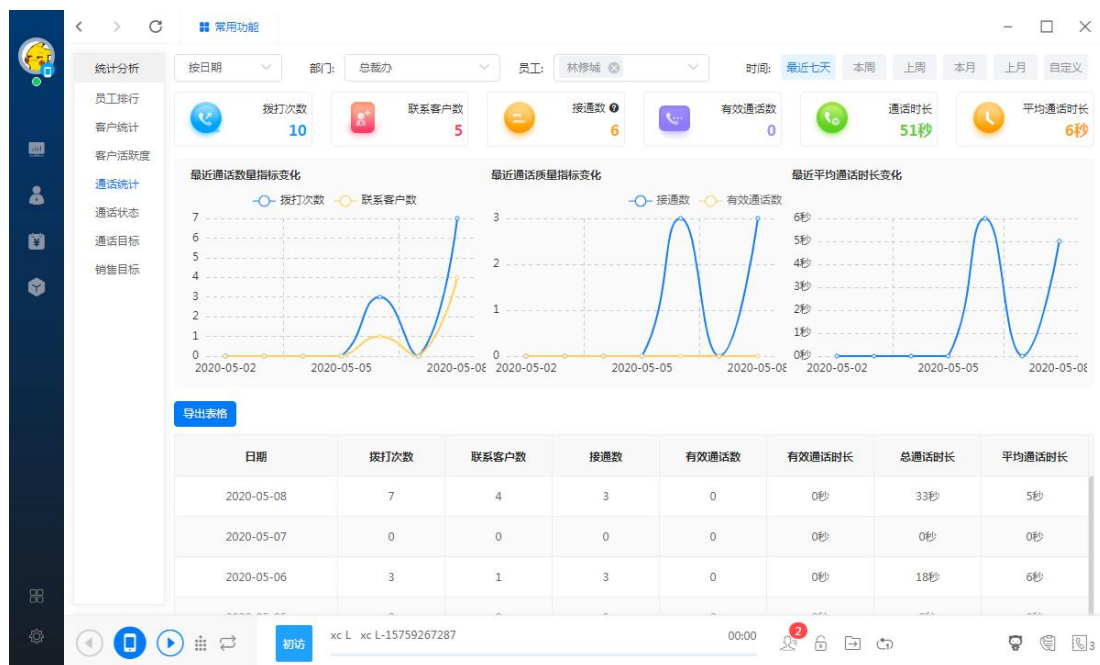 常用功能
统计分析
员工排行
客户统计
客户活跃度
通话统计
通话状态
通话目标
销售目标
按日期 部门: 总裁办 员工: 林修城 时间: 最近七天 本周 上周 本月 上月 自定义
拨打次数 10
联系客户数 5
接通数 6
有效通话数 0
通话时长 51秒
平均通话时长 6秒
最近通话数量指标变化
拨打次数 联系客户数
7
6
5
4
3
2
1
0
2020-05-02 2020-05-05 2020-05-08
最近通话质量指标变化
接通数 有效通话数
3
2
1
0
2020-05-02 2020-05-05 2020-05-08
最近平均通话时长变化
6秒
5秒
4秒
3秒
2秒
1秒
0秒
2020-05-02 2020-05-05 2020-05-08
导出表格
日期 拨打次数 联系客户数 接通数 有效通话数 有效通话时长 总通话时长 平均通话时长
2020-05-08 7 4 3 0 0秒 33秒 5秒
2020-05-07 0 0 0 0 0秒 0秒 0秒
2020-05-06 3 1 3 0 0秒 18秒 6秒
初访 xc L xc L-15759267287 00:00 2 3